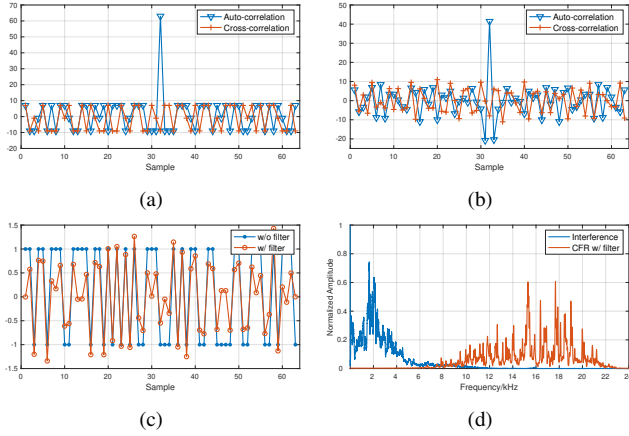 70
60
50
40
30
20
10
0
-10
-20
0 10 20 30 40 50 60
Sample
Auto-correlation
Cross-correlation
(a)
50
40
30
20
10
0
-10
-20
-30
0 20 40 60
Sample
Auto-correlation
Cross-correlation
(b)
1.5
1
0.5
0
-0.5
-1
-1.5
0 10 20 30 40 50 60
Sample
w/o filter
w/ filter
(c)
1
0.8
0.6
0.4
0.2
0
Normalized Amplitude
2 4 6 8 10 12 14 16 18 20 22 24
Frequency/kHz
Interference
CFR w/ filter
(d)